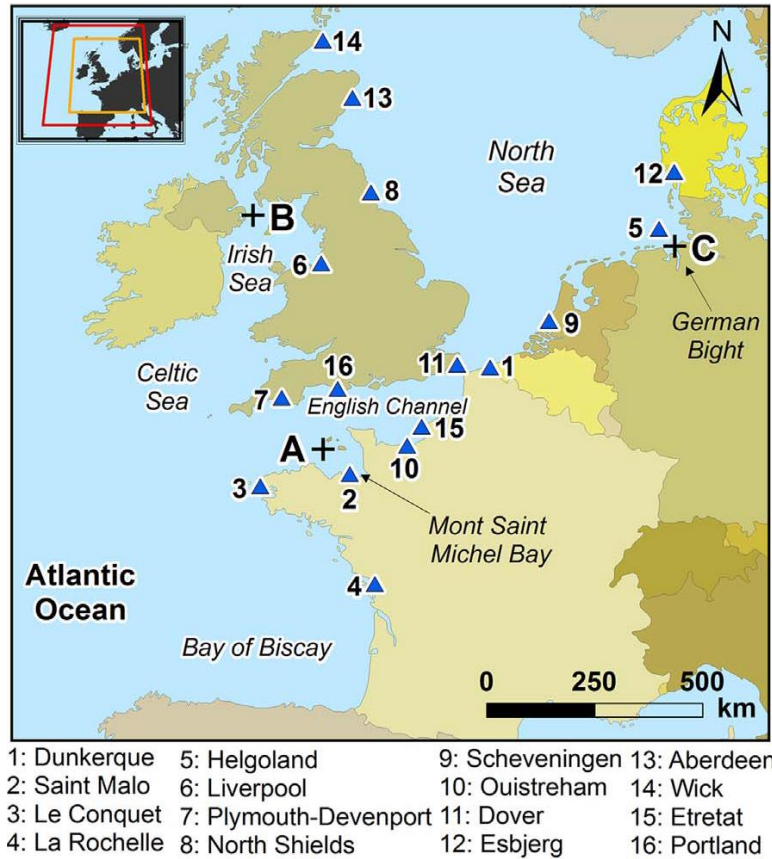 14
N
13
North
Sea
12
8
5
B
C
Irish
Sea
6
German
Bight
9
Celtic
Sea
16
11
1
7
English Channel
15
A
10
3
2
Mont Saint
Michel Bay
Atlantic
Ocean
4
Bay of Biscay
0 250 500
km
1: Dunkerque 5: Helgoland 9: Scheveningen 13: Aberdeen
2: Saint Malo 6: Liverpool 10: Ouistreham 14: Wick
3: Le Conquet 7: Plymouth-Devenport 11: Dover 15: Etretat
4: La Rochelle 8: North Shields 12: Esbjerg 16: Portland